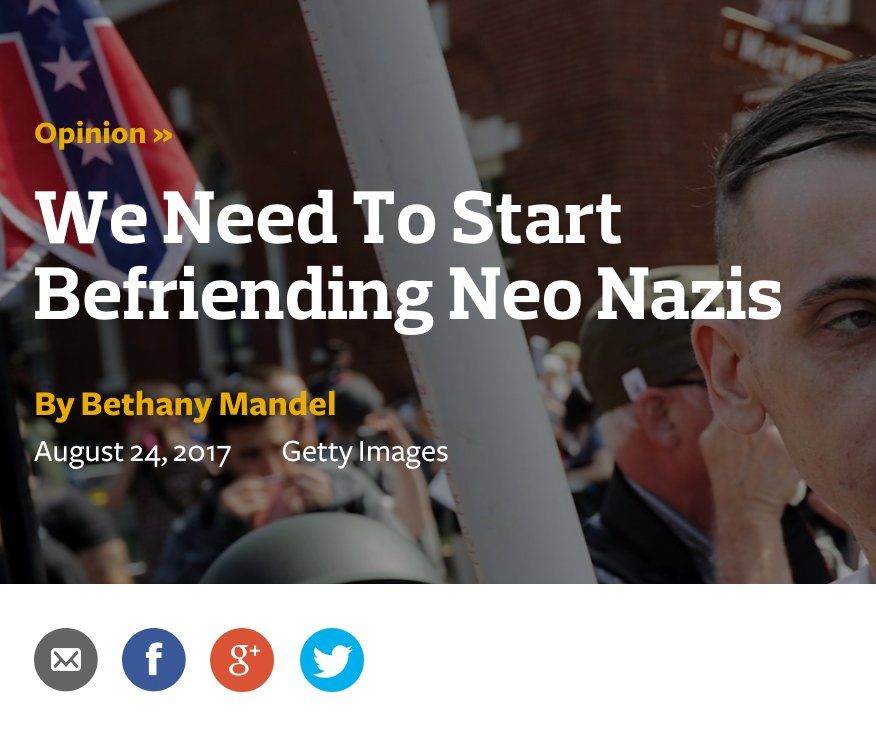 Opinion »
We Need To Start
Befriending Neo Nazis
By Bethany Mandel
August 24, 2017 Getty Images
f
g+